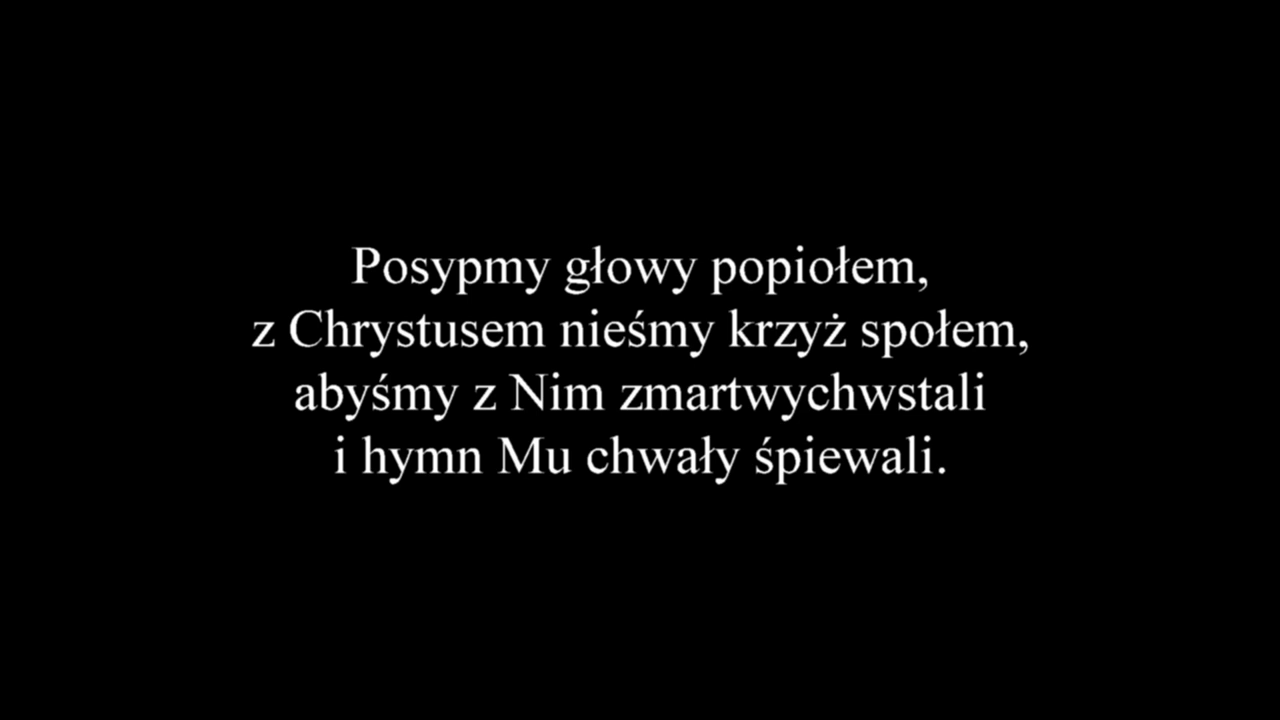 Posypmy głowy popiołem,
z Chrystusem nieśmy krzyż społem,
abyśmy z Nim zmartwychwstali
i hymn Mu chwały śpiewali.